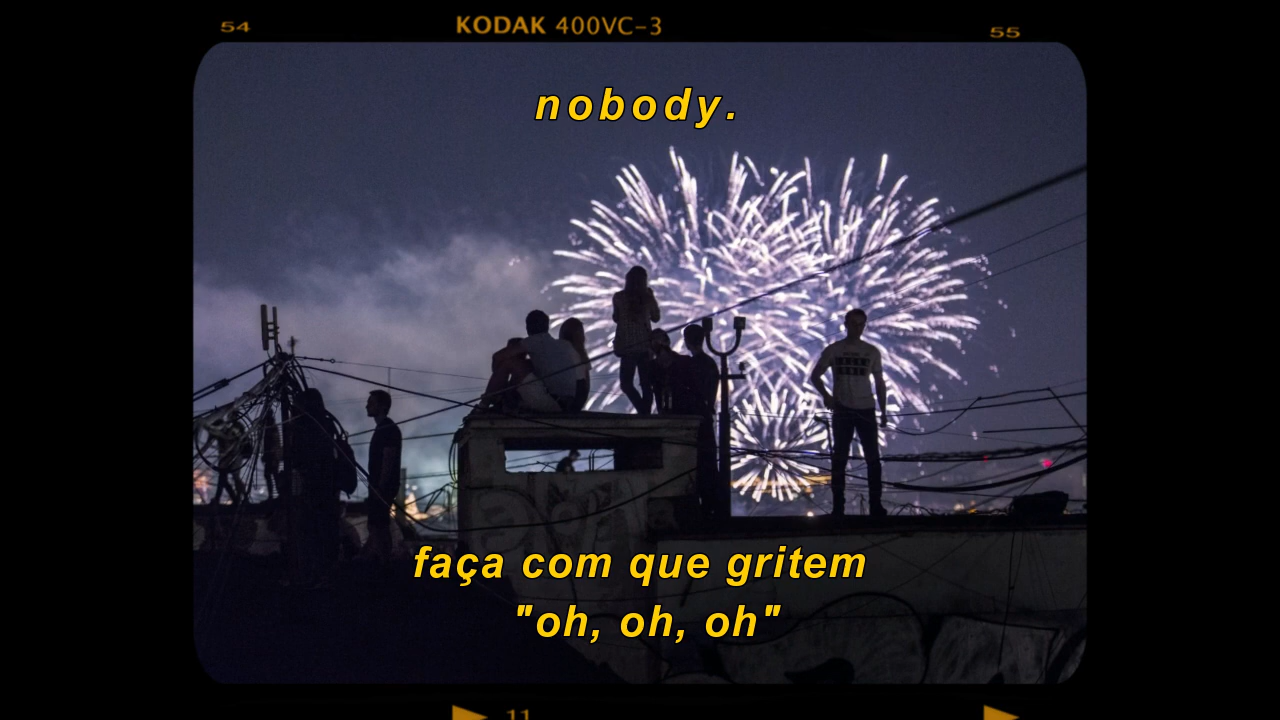 54 KODAK 400VC-3 55
nobody.
faça com que gritem
"oh, oh, oh"
11